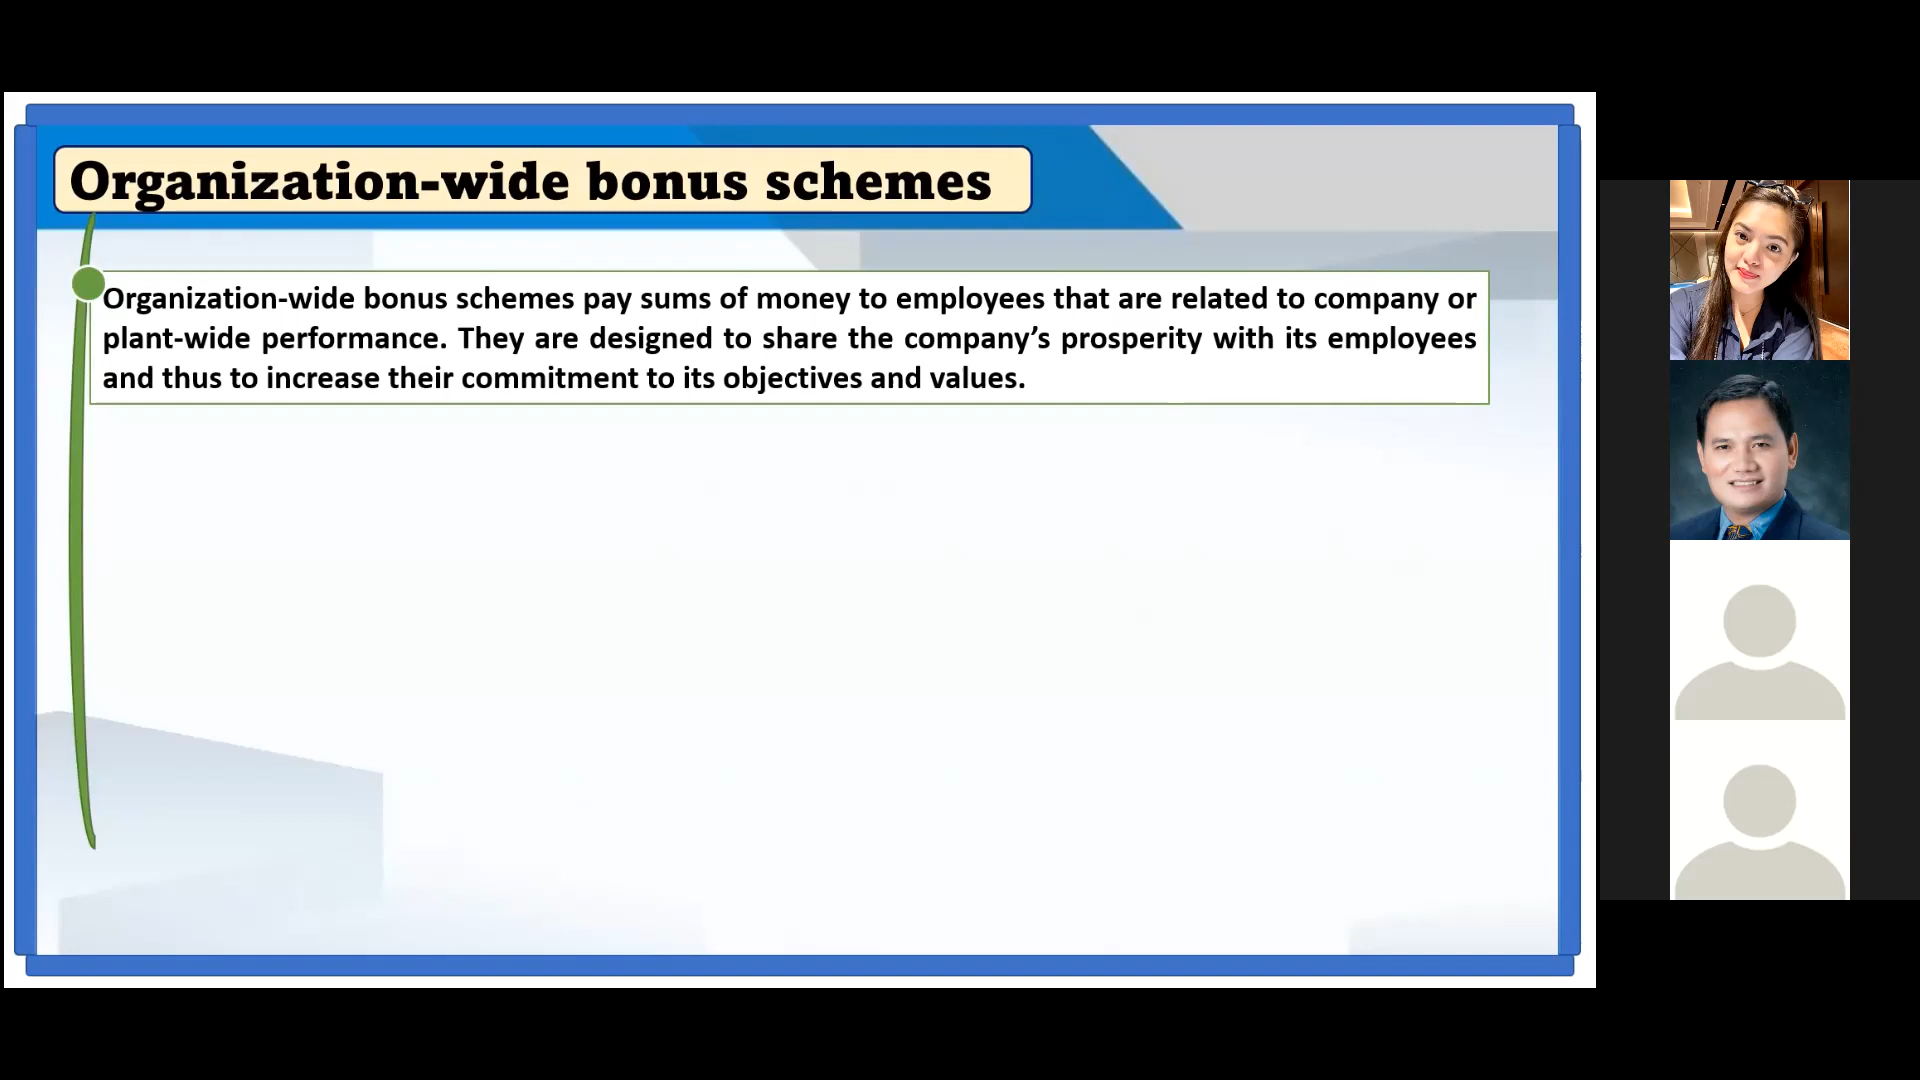 Organization-wide bonus schemes
Organization-wide bonus schemes pay sums of money to employees that are related to company or
plant-wide performance. They are designed to share the company’s prosperity with its employees
and thus to increase their commitment to its objectives and values.